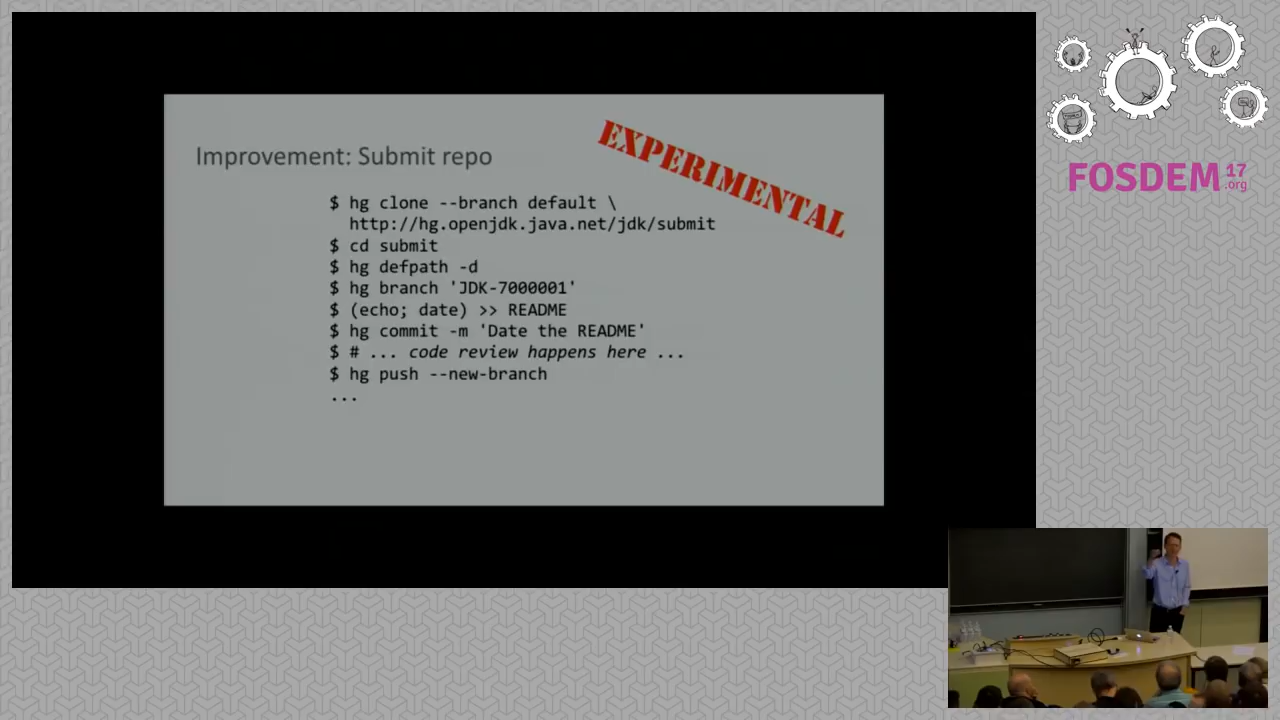 Improvement: Submit repo
EXPERIMENTAL
$ hg clone --branch default \
http://hg.openjdk.java.net/jdk/submit
$ cd submit
$ hg defpath -d
$ hg branch 'JDK-7000001'
$ (echo; date) >> README
$ hg commit -m 'Date the README'
$ # ... code review happens here ...
$ hg push --new-branch
...
FOSDEM 17
.org